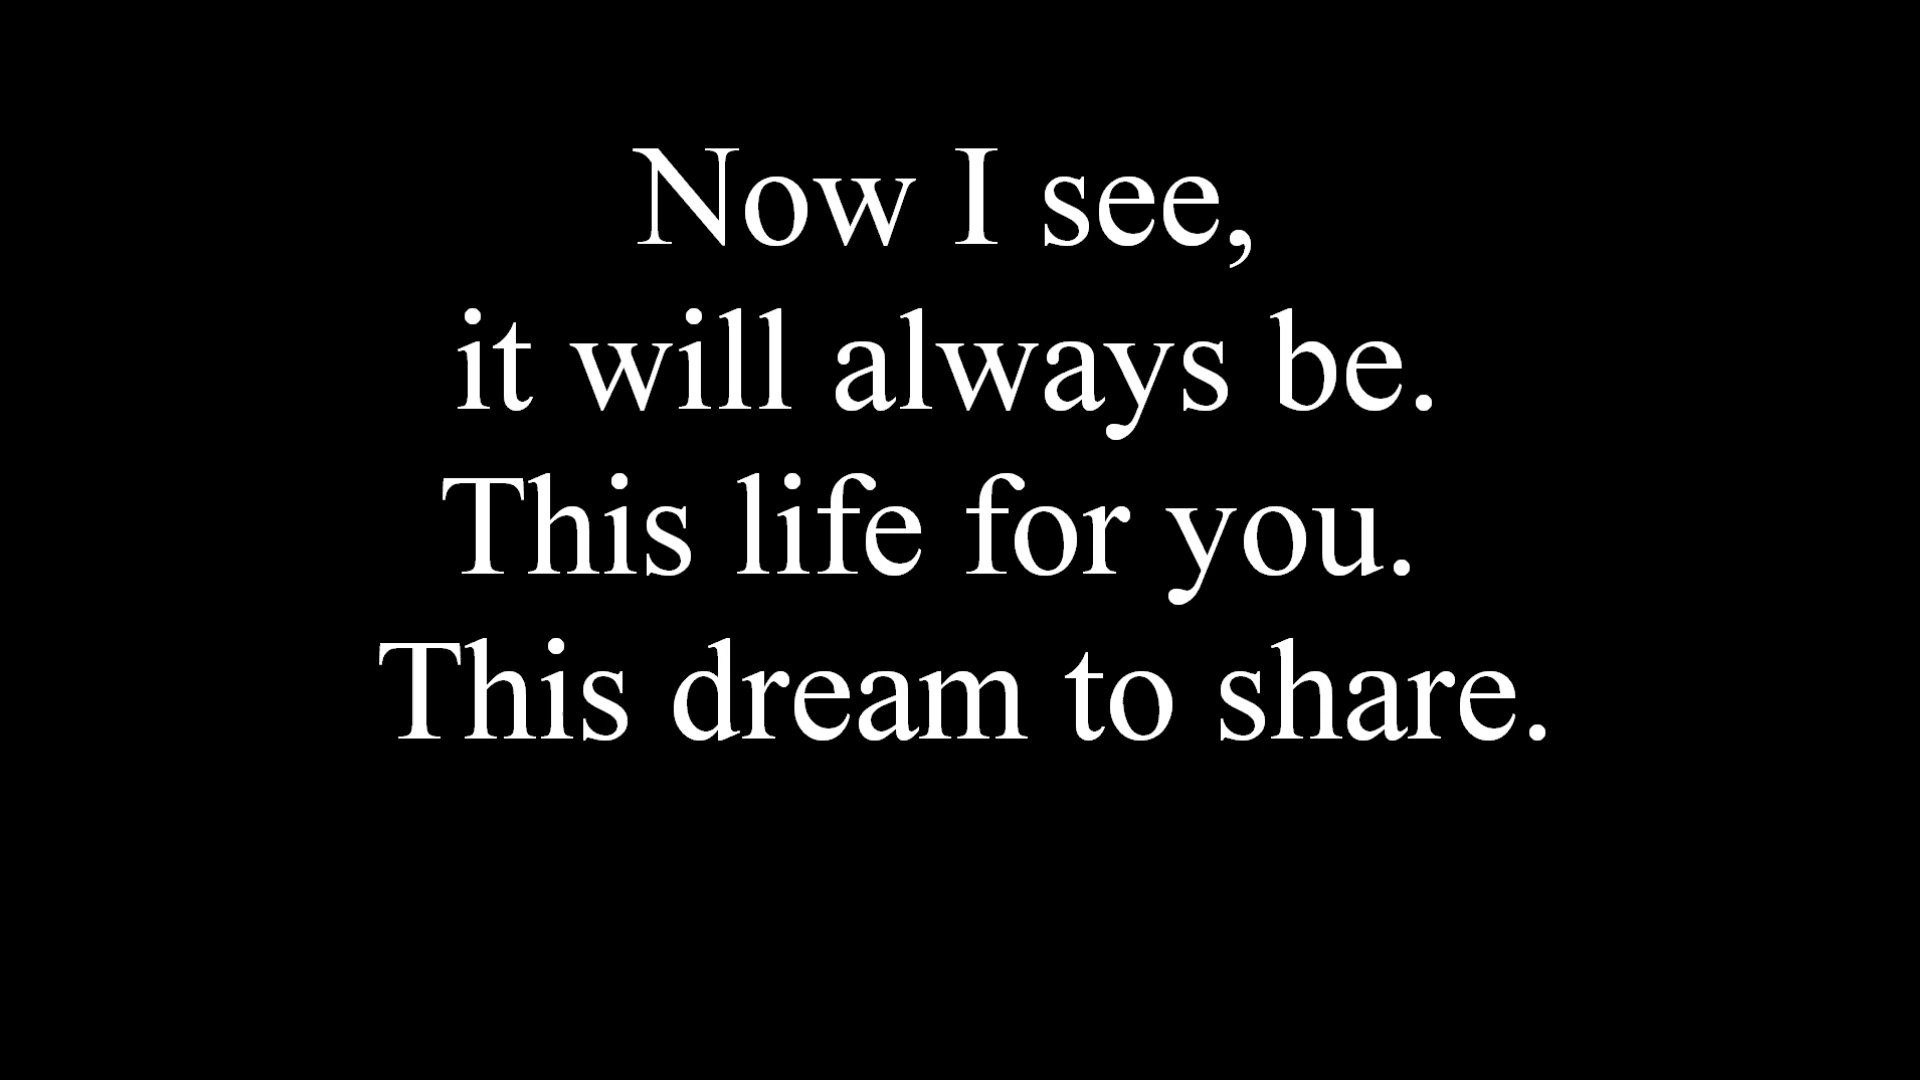 Now I see,
it will always be.
This life for you.
This dream to share.